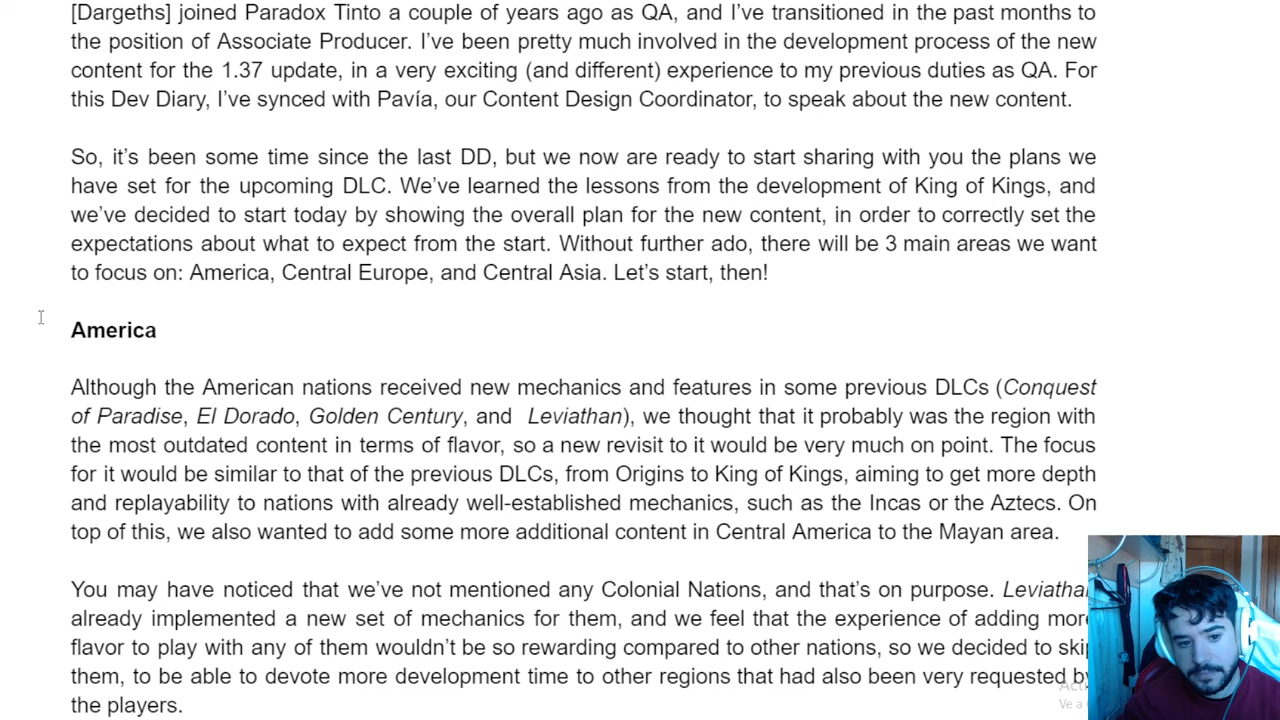 [Dargeths] joined Paradox Tinto a couple of years ago as QA, and I’ve transitioned in the past months to
the position of Associate Producer. I’ve been pretty much involved in the development process of the new
content for the 1.37 update, in a very exciting (and different) experience to my previous duties as QA. For
this Dev Diary, I’ve synced with Pavía, our Content Design Coordinator, to speak about the new content.
So, it’s been some time since the last DD, but we now are ready to start sharing with you the plans we
have set for the upcoming DLC. We’ve learned the lessons from the development of King of Kings, and
we’ve decided to start today by showing the overall plan for the new content, in order to correctly set the
expectations about what to expect from the start. Without further ado, there will be 3 main areas we want
to focus on: America, Central Europe, and Central Asia. Let’s start, then!
America
Although the American nations received new mechanics and features in some previous DLCs (Conquest
of Paradise, El Dorado, Golden Century, and Leviathan), we thought that it probably was the region with
the most outdated content in terms of flavor, so a new revisit to it would be very much on point. The focus
for it would be similar to that of the previous DLCs, from Origins to King of Kings, aiming to get more depth
and replayability to nations with already well-established mechanics, such as the Incas or the Aztecs. On
top of this, we also wanted to add some more additional content in Central America to the Mayan area.
You may have noticed that we’ve not mentioned any Colonial Nations, and that’s on purpose. Leviathan
already implemented a new set of mechanics for them, and we feel that the experience of adding more
flavor to play with any of them wouldn’t be so rewarding compared to other nations, so we decided to skip
them, to be able to devote more development time to other regions that had also been very requested by
the players.
Ve a